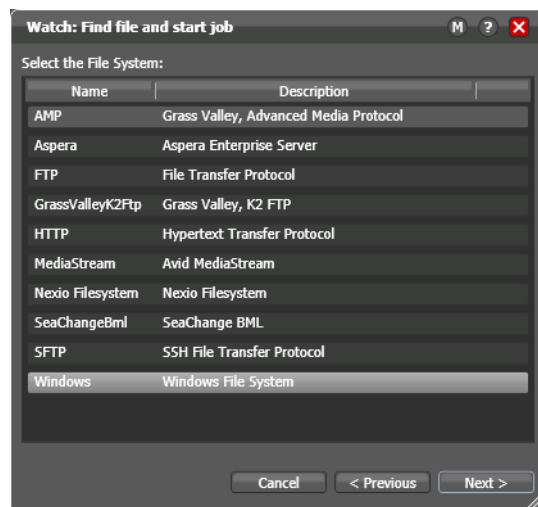 Watch: Find file and start job M ? X
Select the File System:
Name Description
AMP Grass Valley, Advanced Media Protocol
Aspera Aspera Enterprise Server
FTP File Transfer Protocol
GrassValleyK2Ftp Grass Valley, K2 FTP
HTTP Hypertext Transfer Protocol
MediaStream Avid MediaStream
Nexio Filesystem Nexio Filesystem
SeaChangeBml SeaChange BML
SFTP SSH File Transfer Protocol
Windows Windows File System
Cancel < Previous Next >